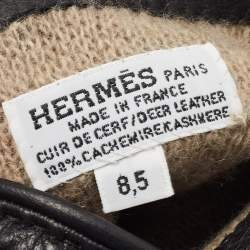 HERMÈS PARIS
MADE IN FRANCE
CUIR DE CERF/DEER LEATHER
100% CACHEMIRE/CASHMERE
8,5